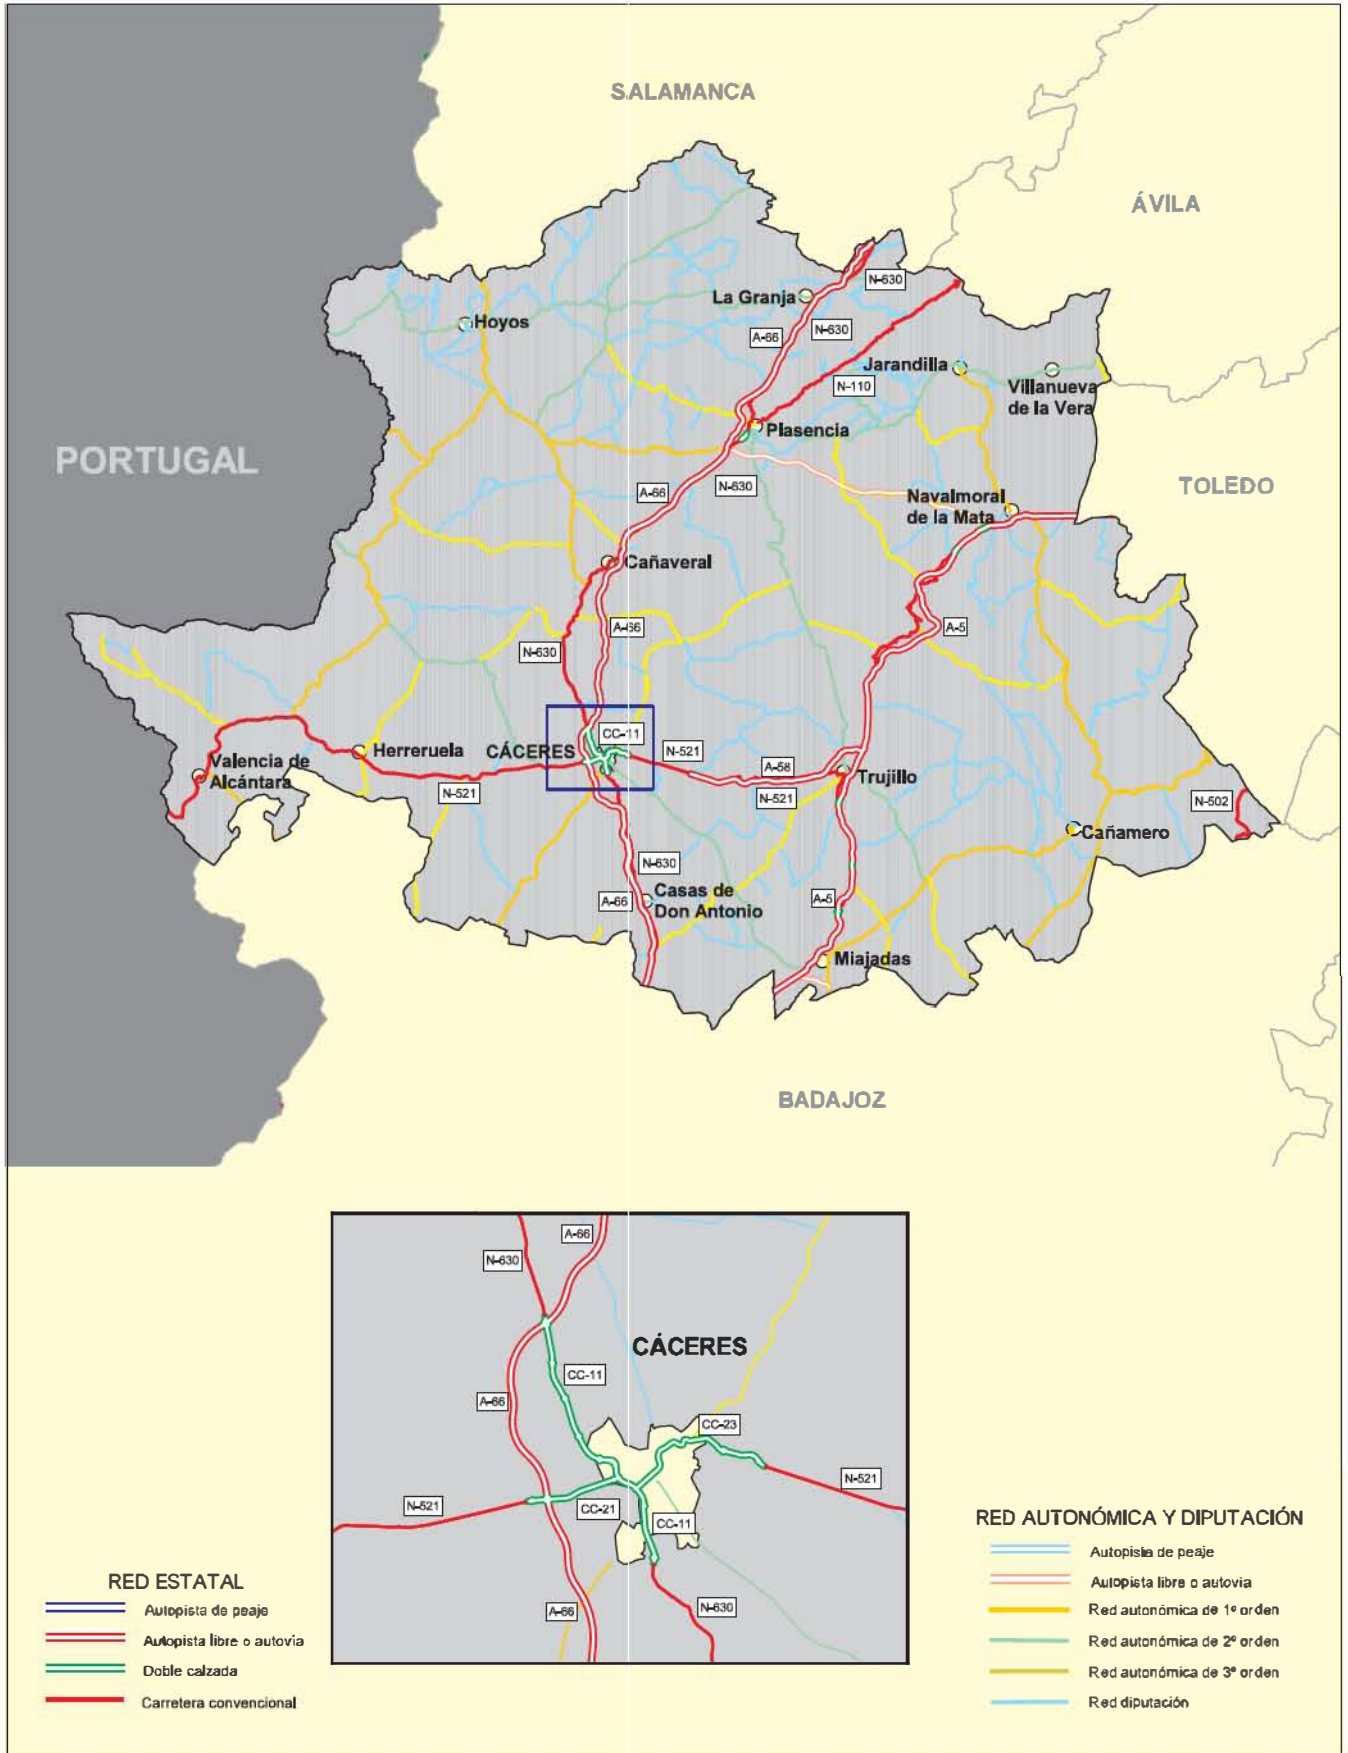 SALAMANCA
ÁVILA
N-630
La Granja
N-630
Hoyos
A-66
Jarandilla
N-110
Villanueva
de la Vera
Plasencia
PORTUGAL
TOLEDO
A-66
N-630
Navalmoral
de la Mata
Cañaveral
A-66
A-5
N-630
CC-11
Herreruela
CÁCERES
N-521
Valencia de
Alcántara
A-58
Trujillo
N-521
N-521
N-502
Cañamero
N-630
Casas de
Don Antonio
A-66
A-5
Miajadas
BADAJOZ
A-66
N-630
CÁCERES
CC-11
A-66
CC-23
N-521
N-521
CC-21
CC-11
A-66
N-630
RED ESTATAL
Autopista de peaje
Autopista libre o autovía
Doble calzada
Carretera convencional
RED AUTONÓMICA Y DIPUTACIÓN
Autopista de peaje
Autopista libre o autovia
Red autonómica de 1º orden
Red autonómica de 2º orden
Red autonómica de 3º orden
Red diputación